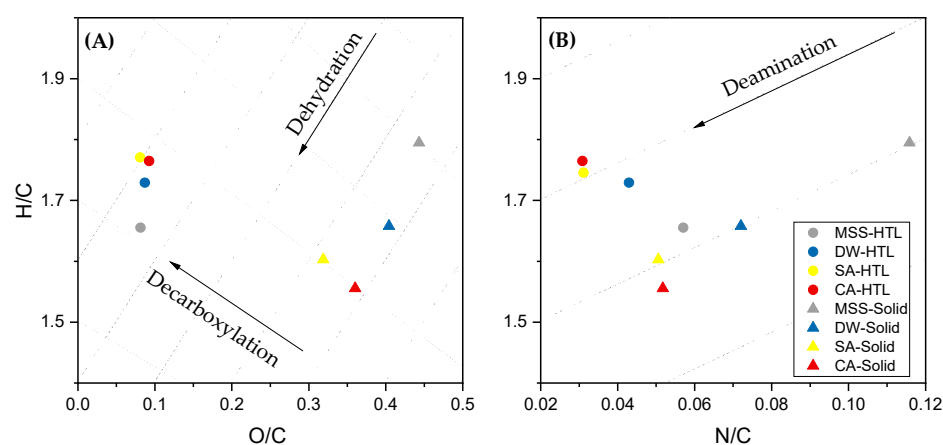 (A)
Dehydration
Decarboxylation
H/C
1.9
1.7
1.5
0.0
0.1
0.2
0.3
0.4
0.5
O/C
(B)
Deamination
MSS-HTL
DW-HTL
SA-HTL
CA-HTL
MSS-Solid
DW-Solid
SA-Solid
CA-Solid
1.9
1.7
1.5
0.02
0.04
0.06
0.08
0.10
0.12
N/C